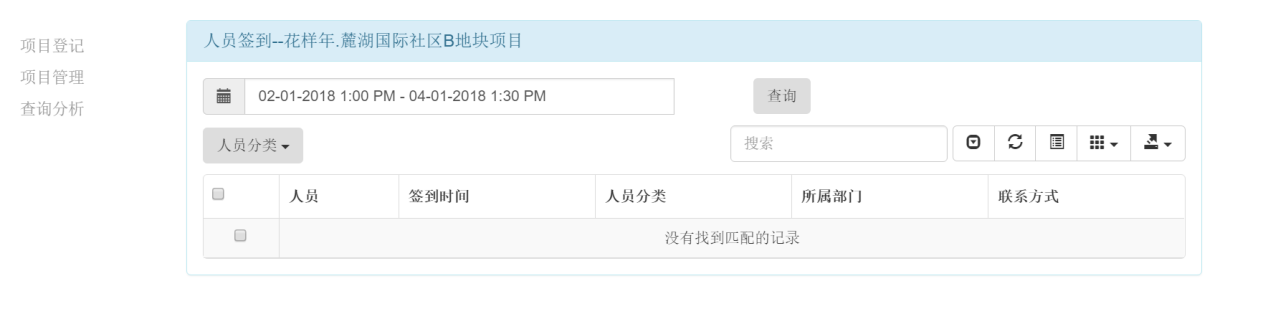 项目登记
项目管理
查询分析
人员签到--花样年.麓湖国际社区B地块项目
02-01-2018 1:00 PM - 04-01-2018 1:30 PM
查询
人员分类
搜索
人员 签到时间 人员分类 所属部门 联系方式
没有找到匹配的记录